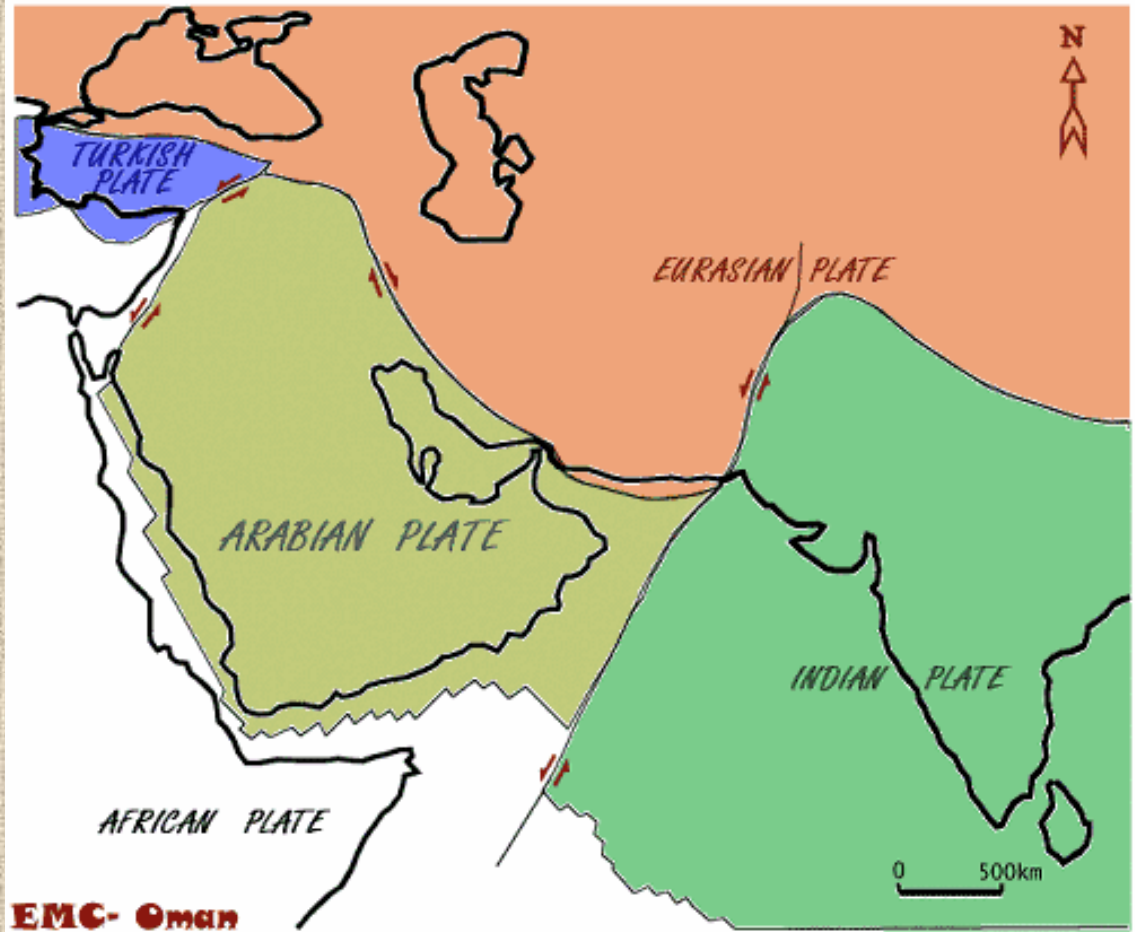 N
TURKISH
PLATE
EURASIAN PLATE
ARABIAN PLATE
INDIAN PLATE
AFRICAN PLATE
0 500km
EMC- Oman